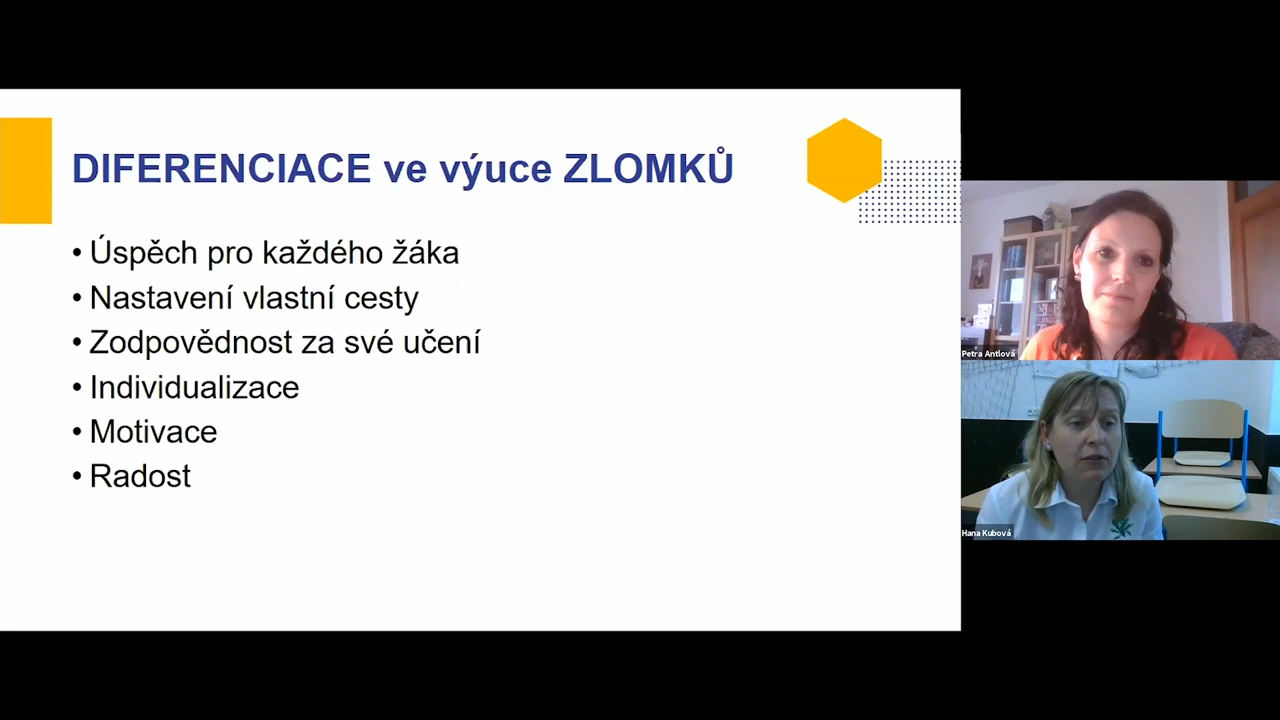 DIFERENCIACE ve výuce ZLOMKŮ
• Úspěch pro každého žáka
• Nastavení vlastní cesty
• Zodpovědnost za své učení
• Individualizace
• Motivace
• Radost
Petra Antlová
Hana Kubová